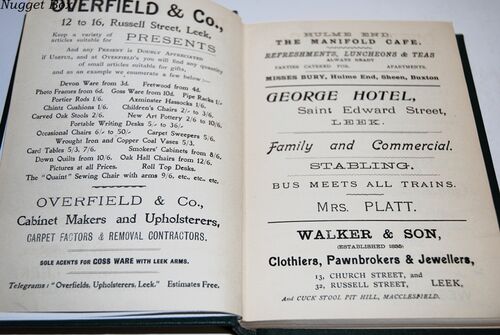 Nugget Box
OVERFIELD & Co.,
12 to 16, Russell Street, Leek,
Keep a variety of articles suitable for PRESENTS
And any Present is Doubly Appreciated
if Useful, and at Overfield's you will find any quantity
of small articles suitable for gifts,
and as an example we enumerate a few below:—
Devon Ware from 3d. Fretwood from 4d.
Photo Frames from 6d. Goss Ware from 10d. Pipe Racks 1/-
Portier Rods 1/6. Axminster Hassocks 1/6.
Chintz Cushions 1/6. Children's Chairs 2/- to 3/6.
Carved Oak Stools 2/6. New Art Pottery 2/6 to 10/6.
Portable Writing Desks 5/- to 36/-
Occasional Chairs 6/- to 50/- Carpet Sweepers 5/6.
Wrought Iron and Copper Coal Vases 5/3.
Card Tables 5/3, 7/6. Smokers' Cabinets from 8/6.
Down Quilts from 10/6. Oak Hall Chairs from 12/6.
Pictures at all Prices. Roll Top Desks.
The "Quaint" Sewing Chair with arms 9/6, etc., etc., etc.
OVERFIELD & Co.,
Cabinet Makers and Upholsterers,
CARPET FACTORS & REMOVAL CONTRACTORS.
SOLE AGENTS FOR GOSS WARE WITH LEEK ARMS.
Telegrams: "Overfields, Upholsterers, Leek." Estimates Free.
HULME END.
THE MANIFOLD CAFE.
REFRESHMENTS, LUNCHEONS & TEAS
ALWAYS READY
PARTIES CATERED FOR. APARTMENTS.
MISSES BURY, Hulme End, Sheen, Buxton
GEORGE HOTEL,
Saint Edward Street,
LEEK.
Family and Commercial.
STABLING.
BUS MEETS ALL TRAINS.
MRS. PLATT.
WALKER & SON,
(ESTABLISHED 1836)
Clothiers, Pawnbrokers & Jewellers,
13, CHURCH STREET, and
32, RUSSELL STREET, LEEK,
AND CUCK STOOL PIT HILL, MACCLESFIELD.